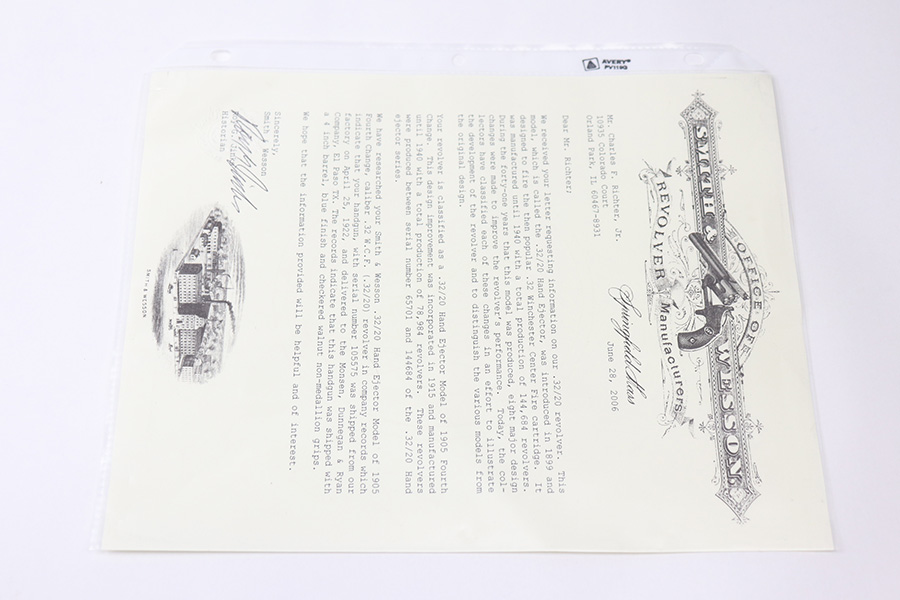 AVERY®
PV119G
OFFICE OF
SMITH & WESSON
REVOLVER Manufacturers
Springfield Mass
June 28, 2006
Mr. Charles F. Richter, Jr.
10935 Colorado Court
Orland Park, IL 60467-8931
Dear Mr. Richter;
We received your letter requesting information on our .32/20 revolver. This
model, which is called the .32/20 Hand Ejector, was introduced in 1899 and
designed to fire the then popular .32 Winchester Center Fire cartridge. It
was manufactured until 1940 with a total production of 144,684 revolvers.
During the forty-one years that this model was produced, eight major design
changes were made to improve the revolver's performance. Today, the col-
lectors have classified each of these changes in an effort to illustrate
the development of the revolver and to distinguish the various models from
the original design.
Your revolver is classified as a .32/20 Hand Ejector Model of 1905 Fourth
Change. This design improvement was incorporated in 1915 and manufactured
until 1940 with a total production of 78,984 revolvers. These revolvers
were produced between serial number 65701 and 144684 of the .32/20 Hand
ejector series.
We have researched your Smith & Wesson .32/20 Hand Ejector Model of 1905
Fourth Change, caliber .32 W.C.F. (.32/20) revolver in company records which
indicate that your handgun, with serial number 105575 was shipped from our
factory on April 25, 1922, and delivered to the Monsen, Dunnegan & Ryan
Company, El Paso TX. The records indicate that this handgun was shipped with
a 4 inch barrel, blue finish and checkered walnut non-medallion grips.
We hope that the information provided will be helpful and of interest.
Sincerely,
Smith & Wesson
Historian
SMITH & WESSON